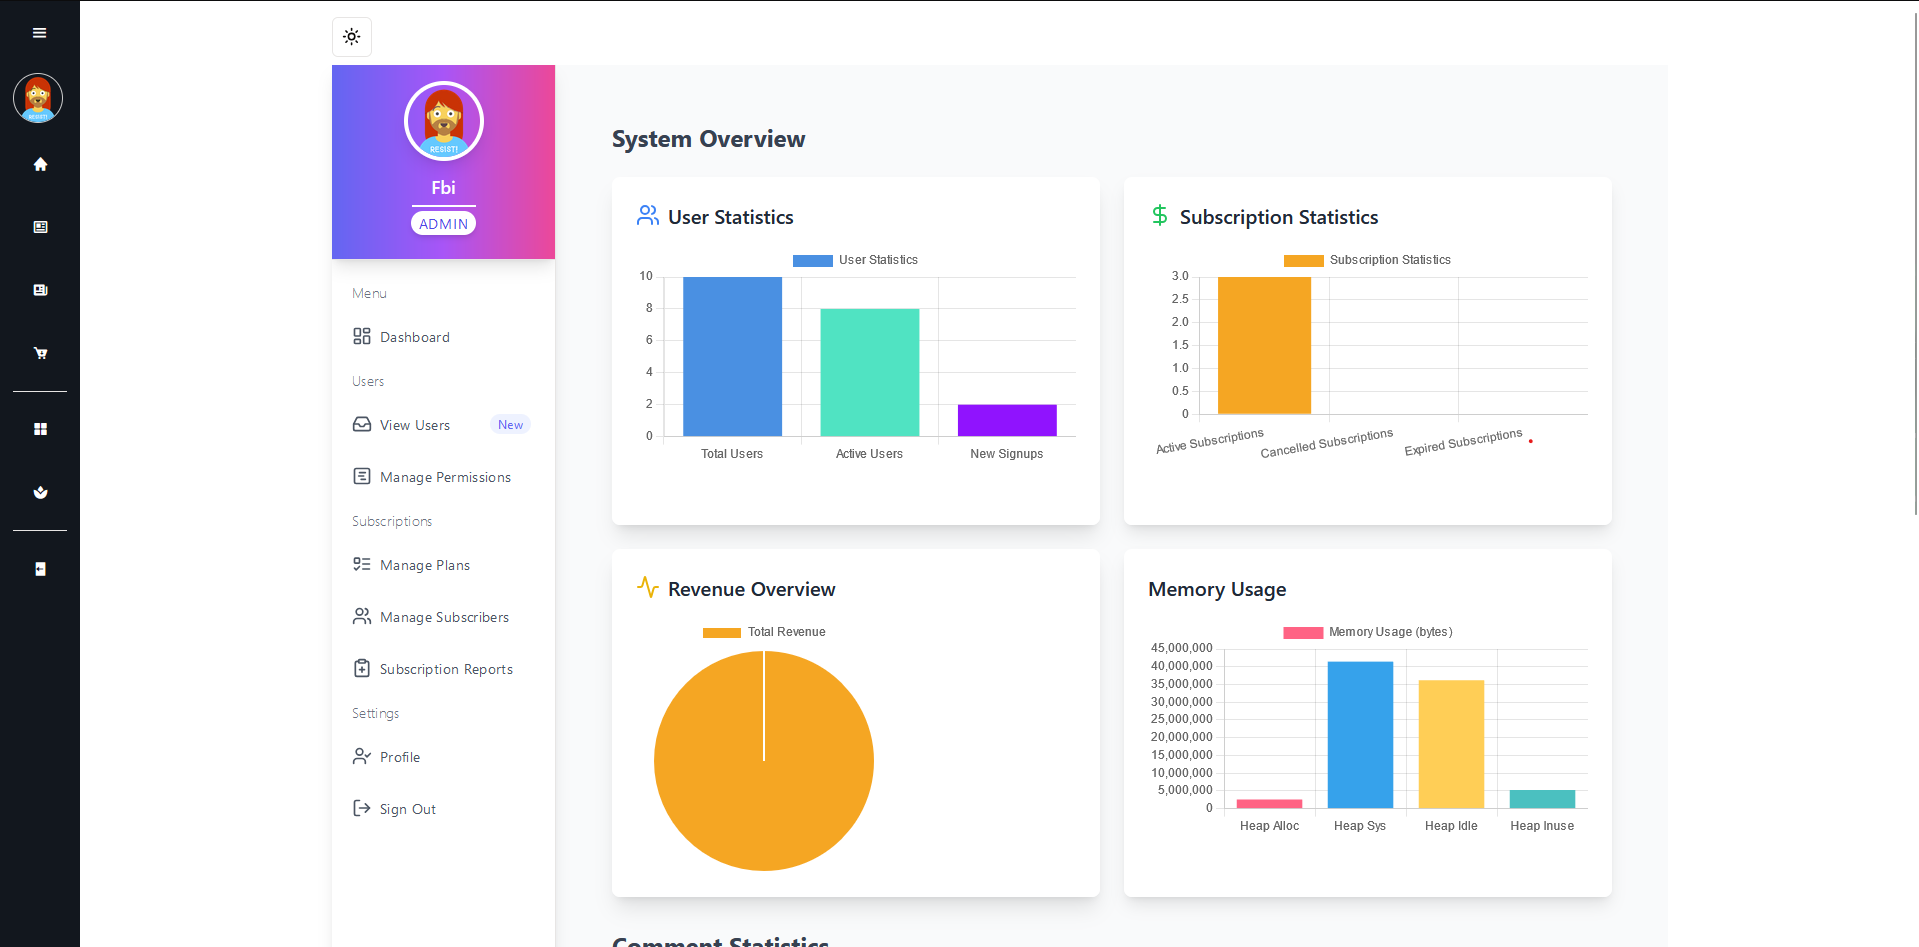 RESIST!
RESIST!
Fbi
ADMIN
Menu
Dashboard
Users
View Users New
Manage Permissions
Subscriptions
Manage Plans
Manage Subscribers
Subscription Reports
Settings
Profile
Sign Out
System Overview
User Statistics
User Statistics
10
8
6
4
2
0
Total Users Active Users New Signups
Subscription Statistics
Subscription Statistics
3.0
2.5
2.0
1.5
1.0
0.5
0
Active Subscriptions Cancelled Subscriptions Expired Subscriptions
Revenue Overview
Total Revenue
Memory Usage
Memory Usage (bytes)
45,000,000
40,000,000
35,000,000
30,000,000
25,000,000
20,000,000
15,000,000
10,000,000
5,000,000
0
Heap Alloc Heap Sys Heap Idle Heap Inuse
Comment Statistics